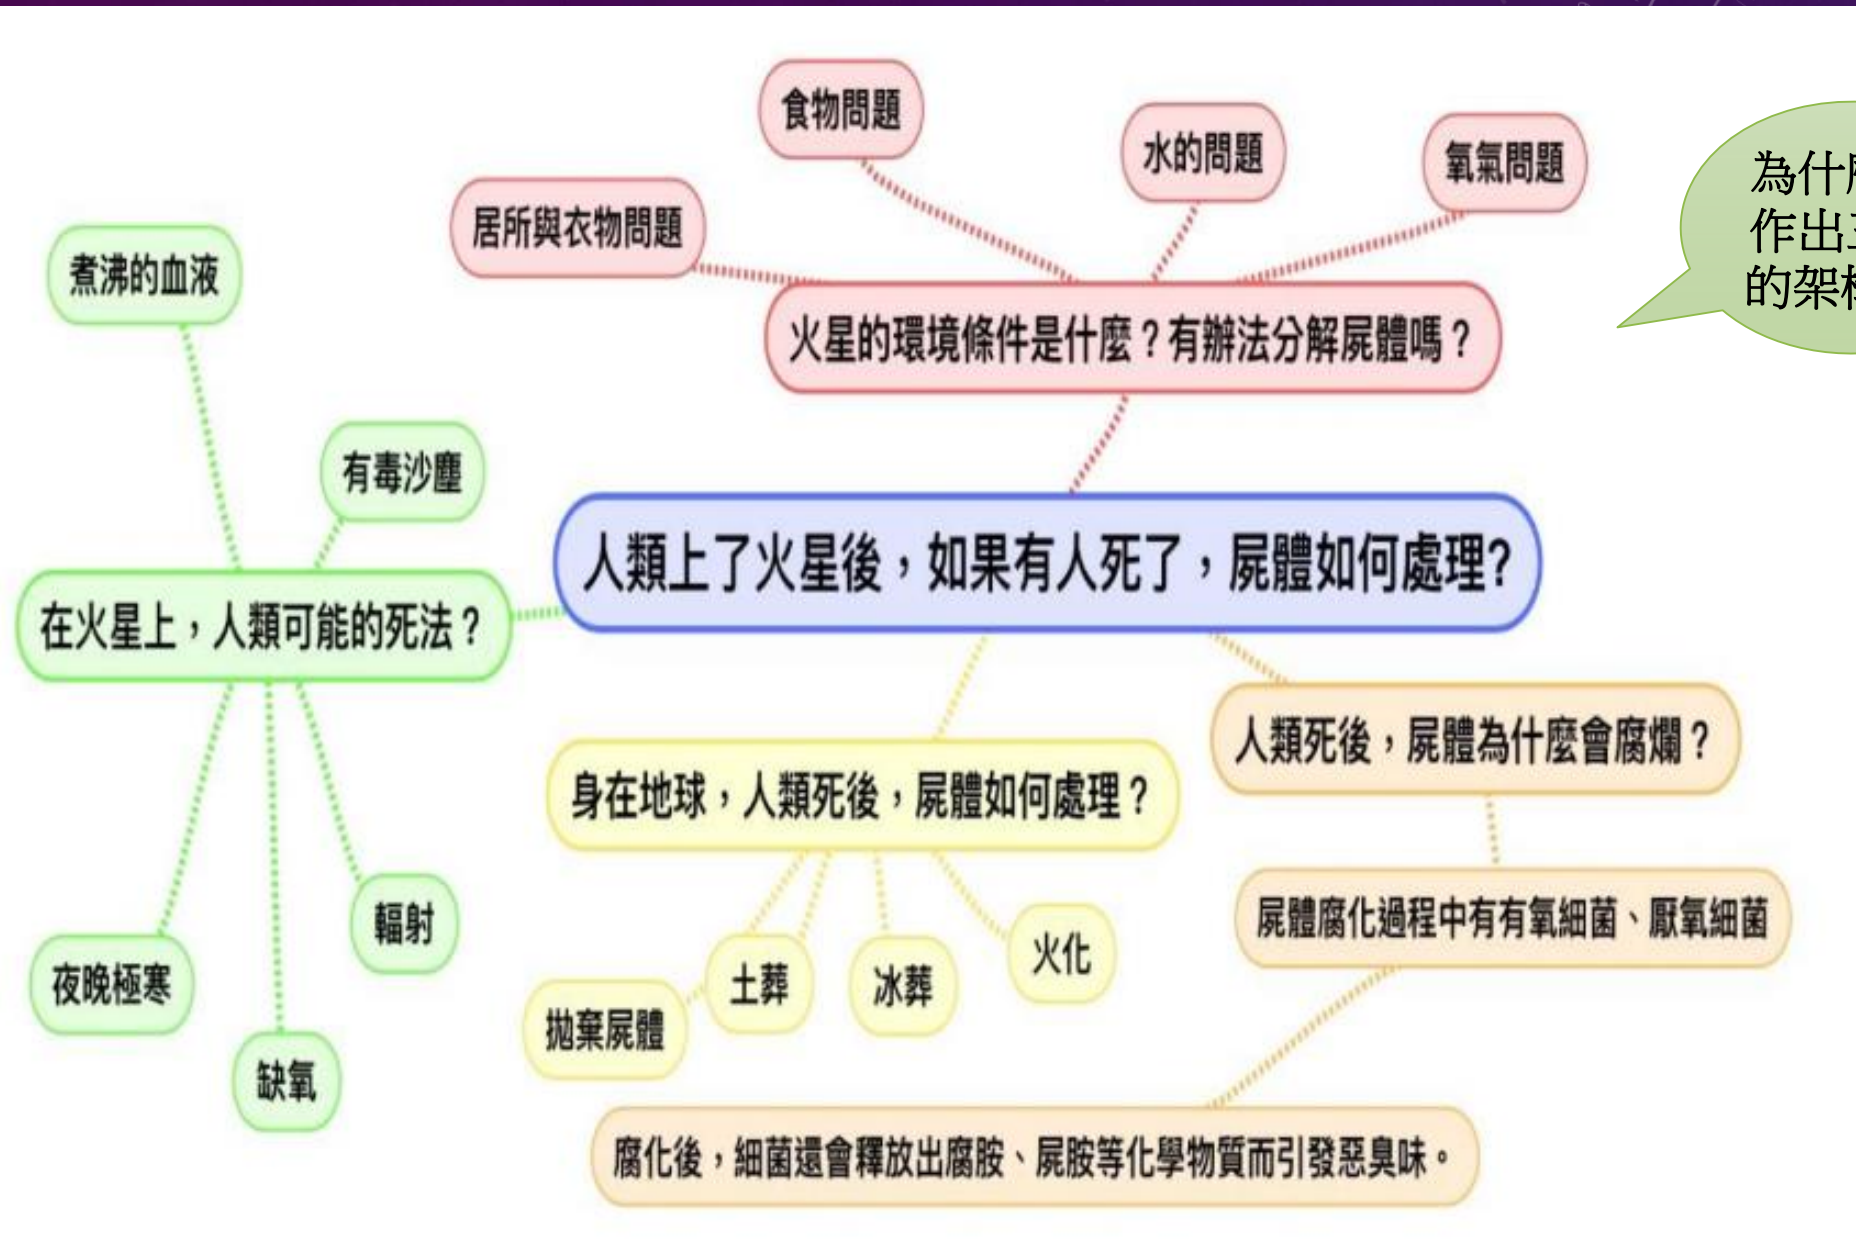 食物問題
水的問題
氧氣問題
居所與衣物問題
火星的環境條件是什麼？有辦法分解屍體嗎？
為什
作出
的架
煮沸的血液
有毒沙塵
在火星上，人類可能的死法？
夜晚極寒
缺氧
輻射
人類上了火星後，如果有人死了，屍體如何處理?
身在地球，人類死後，屍體如何處理？
拋棄屍體
土葬
冰葬
火化
人類死後，屍體為什麼會腐爛？
屍體腐化過程中有有氧細菌、厭氧細菌
腐化後，細菌還會釋放出腐胺、屍胺等化學物質而引發惡臭味。